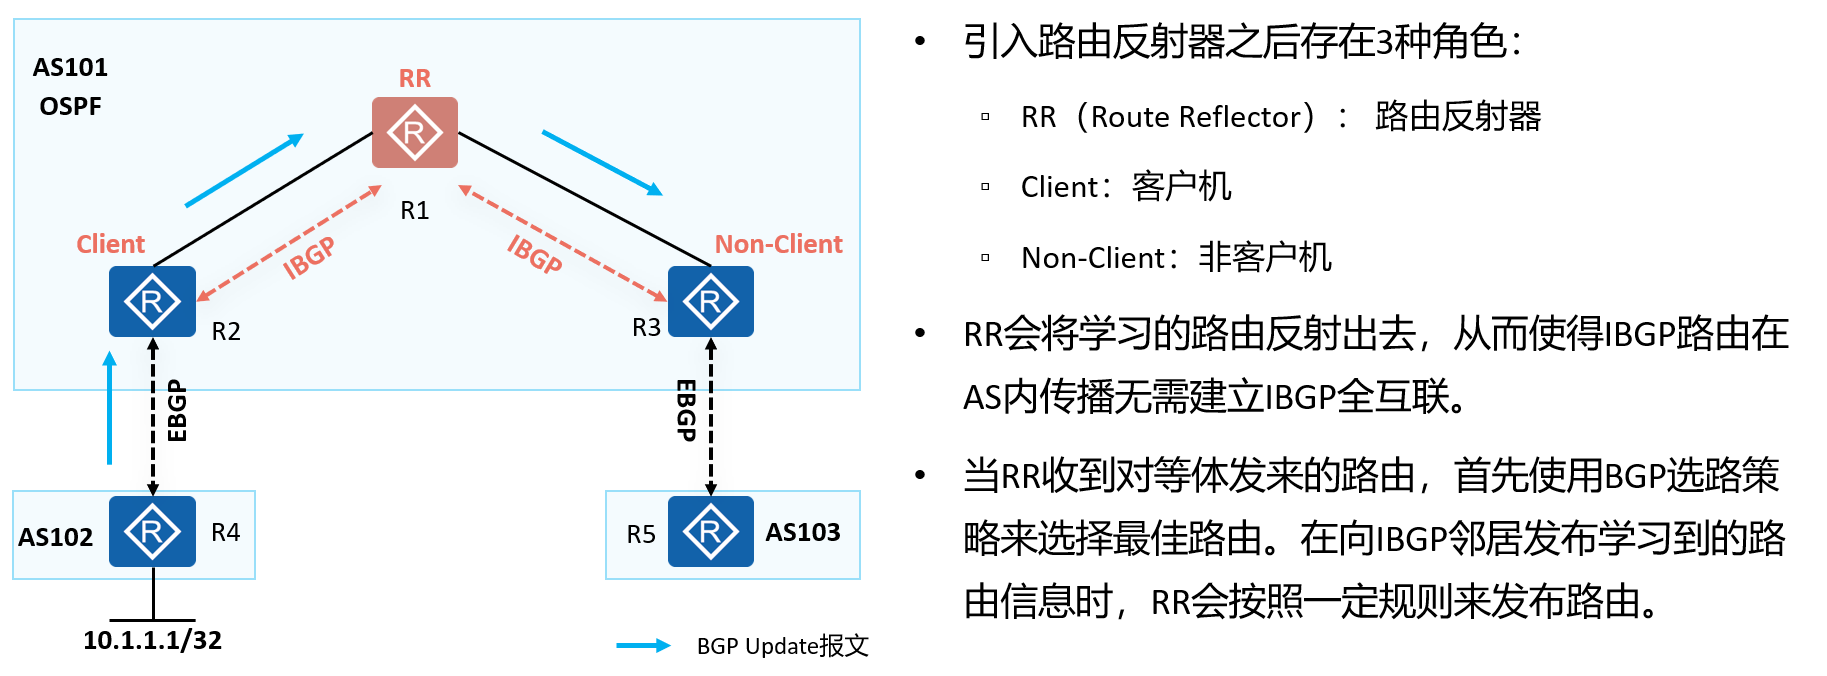 AS101
OSPF
RR
R
R1
Client
IBGP
IBGP
Non-Client
R
R2
R3
R
EBGP
EBGP
AS102
R
R4
R5
R
AS103
10.1.1.1/32
BGP Update报文
• 引入路由反射器之后存在3种角色：
▫ RR（Route Reflector）： 路由反射器
▫ Client：客户机
▫ Non-Client：非客户机
• RR会将学习的路由反射出去，从而使得IBGP路由在
AS内传播无需建立IBGP全互联。
• 当RR收到对等体发来的路由，首先使用BGP选路策
略来选择最佳路由。在向IBGP邻居发布学习到的路
由信息时，RR会按照一定规则来发布路由。